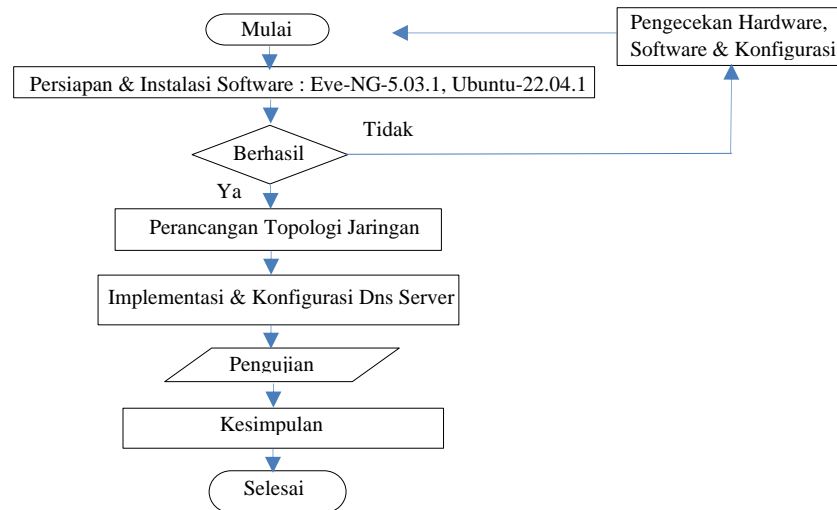 Mulai
Pengecekan Hardware,
Software & Konfigurasi
Persiapan & Instalasi Software : Eve-NG-5.03.1, Ubuntu-22.04.1
Tidak
Berhasil
Ya
Perancangan Topologi Jaringan
Implementasi & Konfigurasi Dns Server
Pengujian
Kesimpulan
Selesai